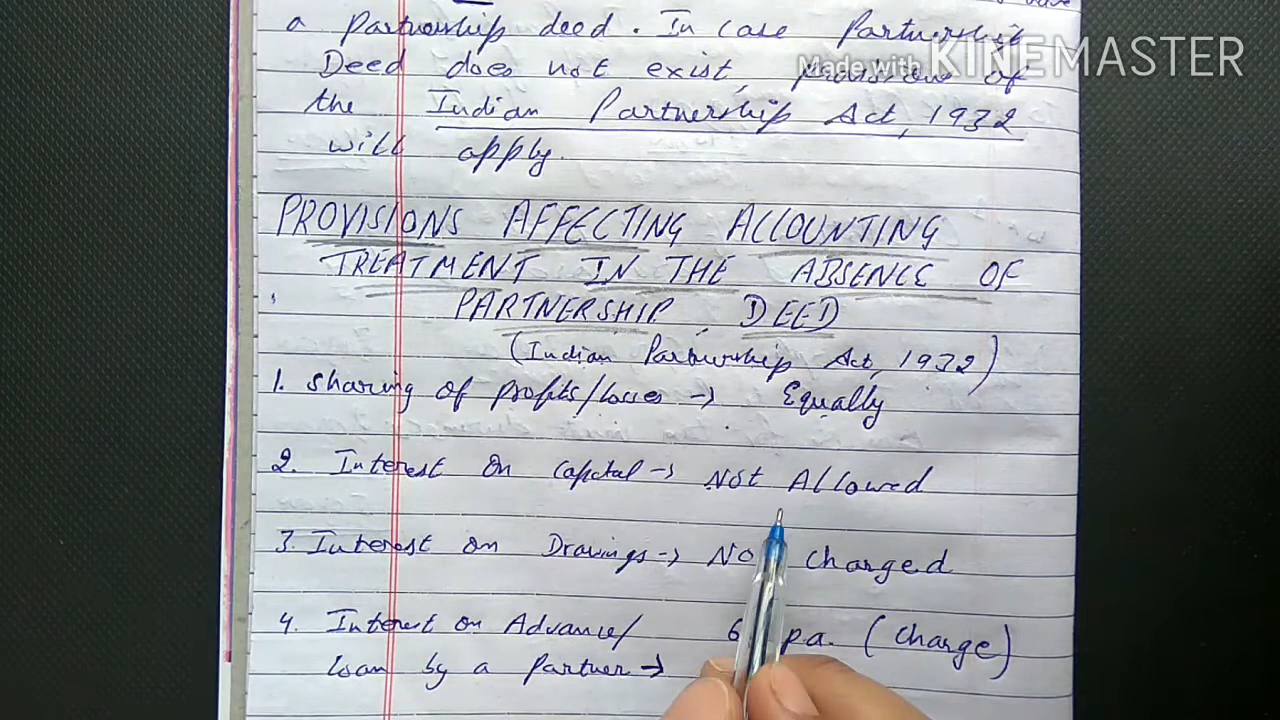 a partnership deed. In case Partnership
Made with KINEMASTER
Deed does not exist, provisions of
the Indian Partnership Act, 1932
will apply.
PROVISIONS AFFECTING ACCOUNTING
TREATMENT IN THE ABSENCE OF
PARTNERSHIP DEED
(Indian Partnership Act, 1932)
1. Sharing of profits/losses → Equally
2. Interest on capital → Not Allowed
3. Interest on Drawings → No charged
4. Interest on Advance/ 6 p.a. (Charge)
loan by a partner →